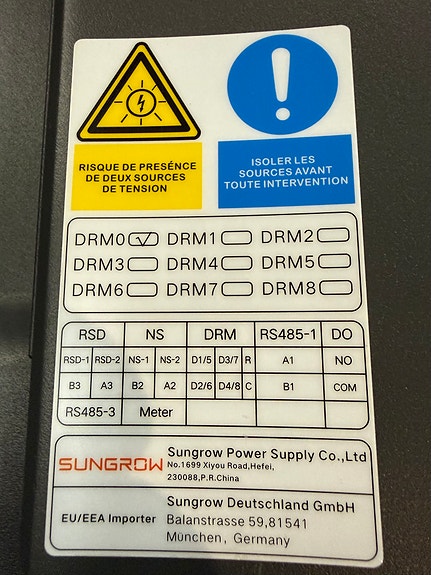 RISQUE DE PRESÉNCE
DE DEUX SOURCES
DE TENSION
ISOLER LES
SOURCES AVANT
TOUTE INTERVENTION
DRM0 DRM1 DRM2
DRM3 DRM4 DRM5
DRM6 DRM7 DRM8
RSD NS DRM RS485-1 DO
RSD-1 RSD-2 NS-1 NS-2 D1/5 D3/7 R A1 NO
B3 A3 B2 A2 D2/6 D4/8 C B1 COM
RS485-3 Meter
SUNGROW
Sungrow Power Supply Co.,Ltd
No.1699 Xiyou Road,Hefei,
230088,P.R.China
EU/EEA Importer
Sungrow Deutschland GmbH
Balanstrasse 59,81541
München, Germany